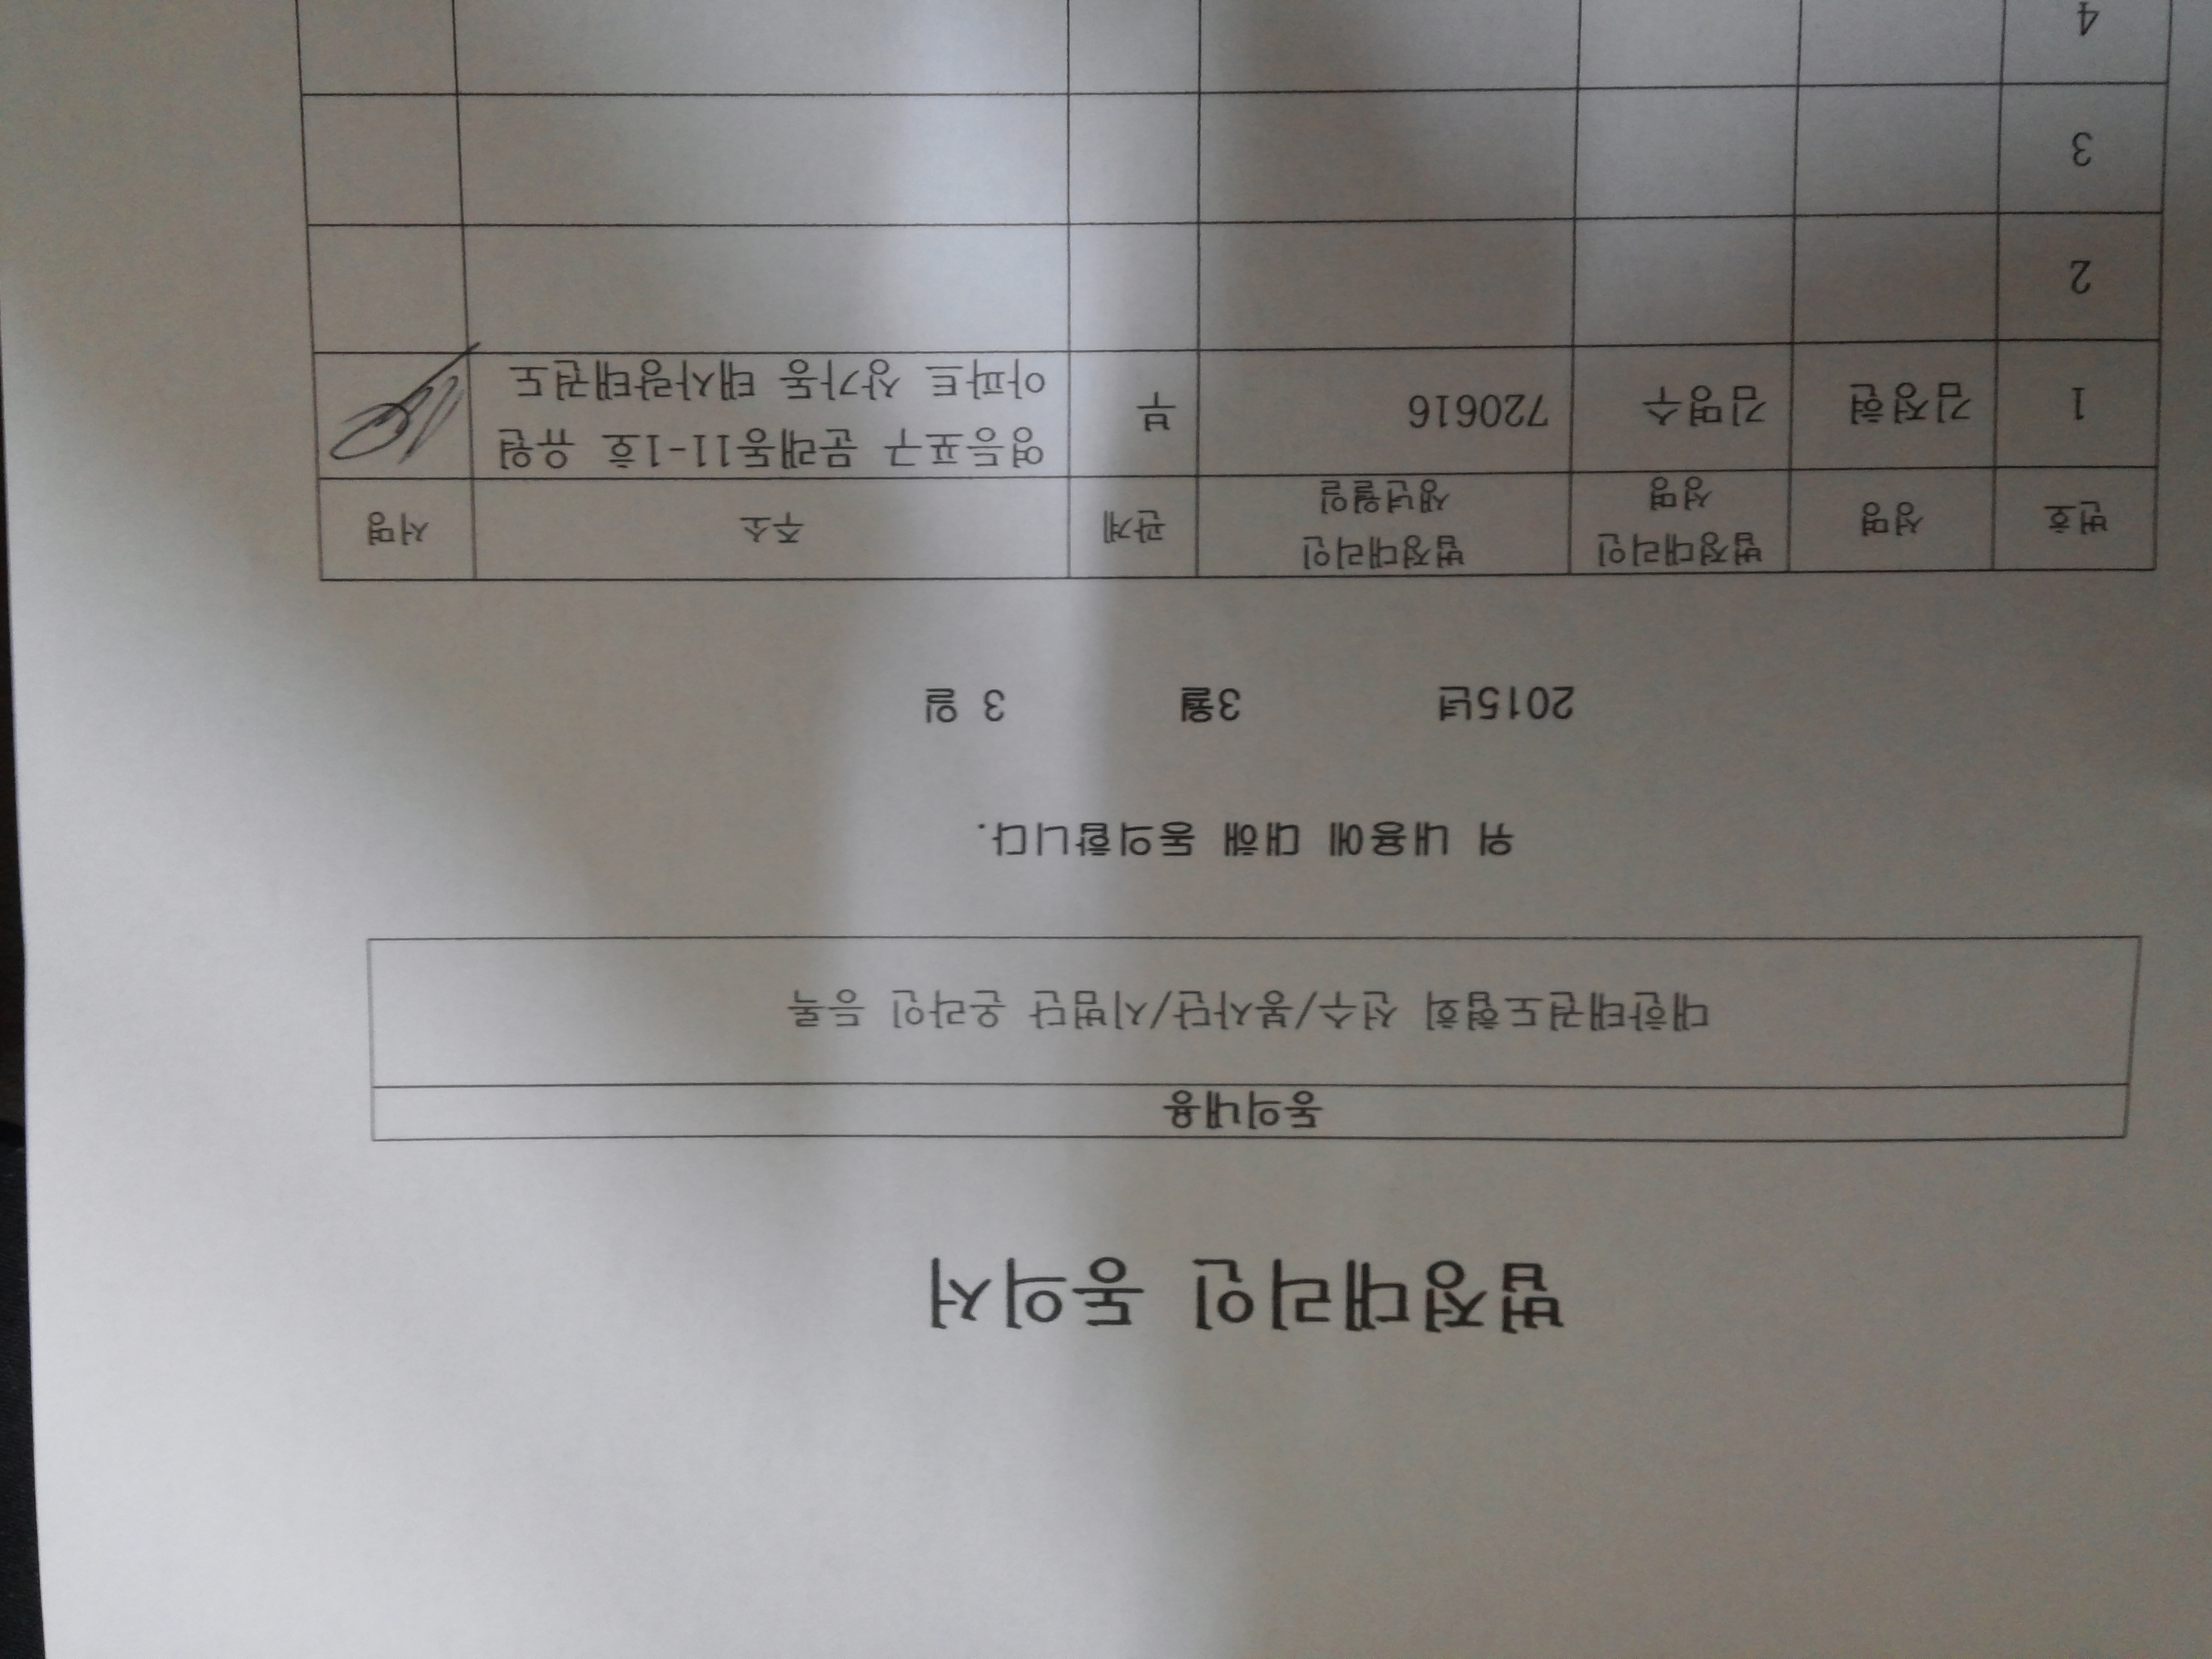 법정대리인 동의서
동의내용
대한태권도협회 선수/봉사단/시범단 온라인 등록
위 내용에 대해 동의합니다.
2015년 3월 3 일
번호 성명 법정대리인 성명 법정대리인 생년월일 관계 주소 서명
1 김정현 김명수 720616 부 영등포구 문래동11-1호 유원
아파트 상가동 태사랑태권도
2
3
4